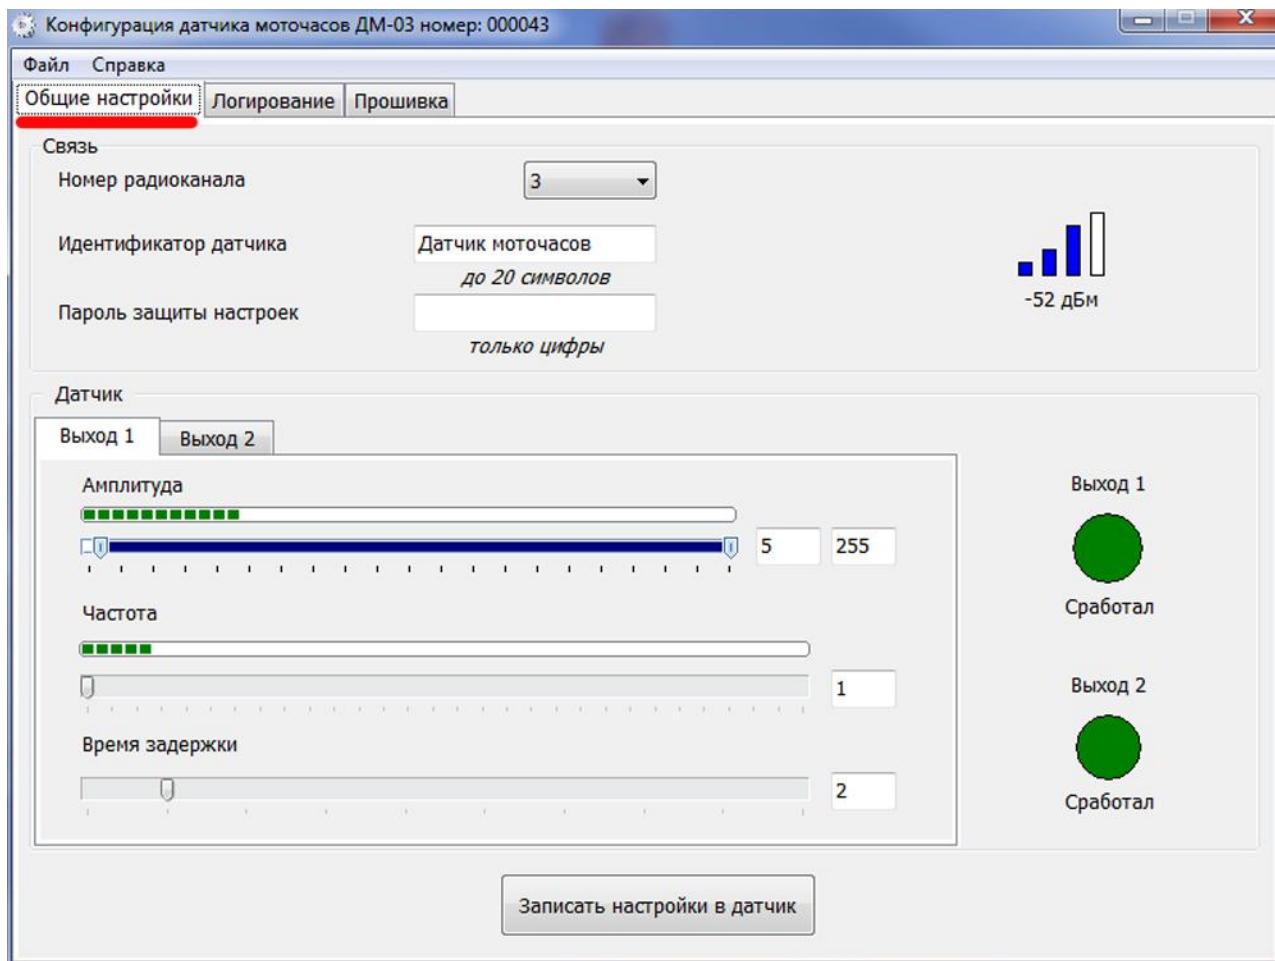 Конфигурация датчика моточасов ДМ-03 номер: 000043
Файл Справка
Общие настройки Логирование Прошивка
Связь
Номер радиоканала 3
Идентификатор датчика Датчик моточасов
до 20 символов
-52 дБм
Пароль защиты настроек
только цифры
Датчик
Выход 1 Выход 2
Амплитуда
5 255
Частота
1
Время задержки
2
Выход 1
Сработал
Выход 2
Сработал
Записать настройки в датчик